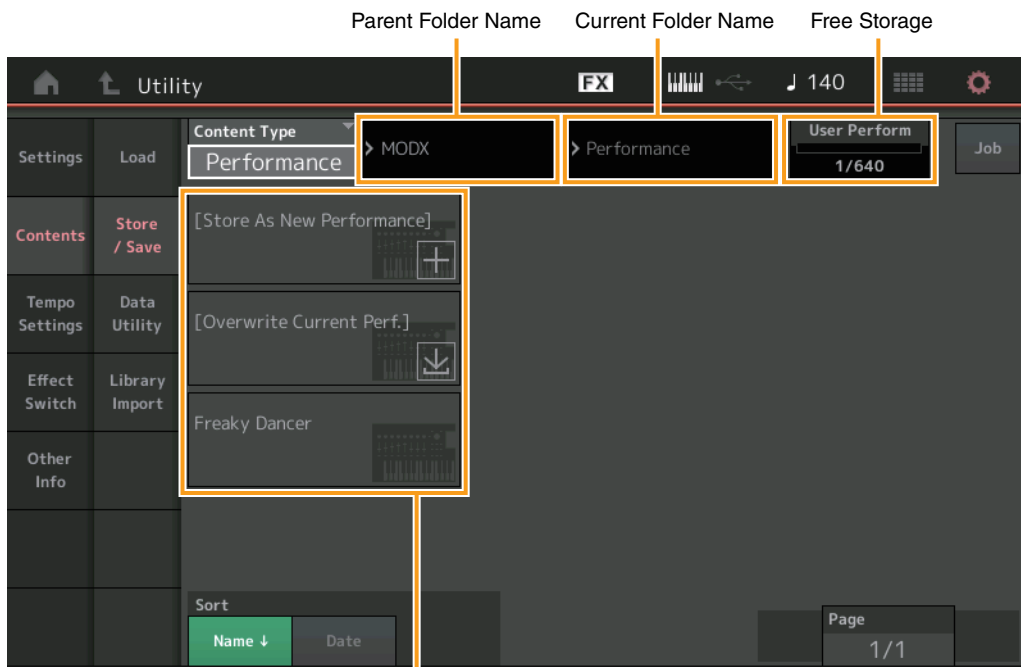 Parent Folder Name
Current Folder Name
Free Storage
Utility
FX
140
Settings
Load
Content Type
Performance
MODX
Performance
User Perform
1/640
Job
Contents
Store
/ Save
[Store As New Performance]
Tempo
Settings
Data
Utility
[Overwrite Current Perf.]
Effect
Switch
Library
Import
Freaky Dancer
Other
Info
Sort
Name ↓
Date
Page
1/1